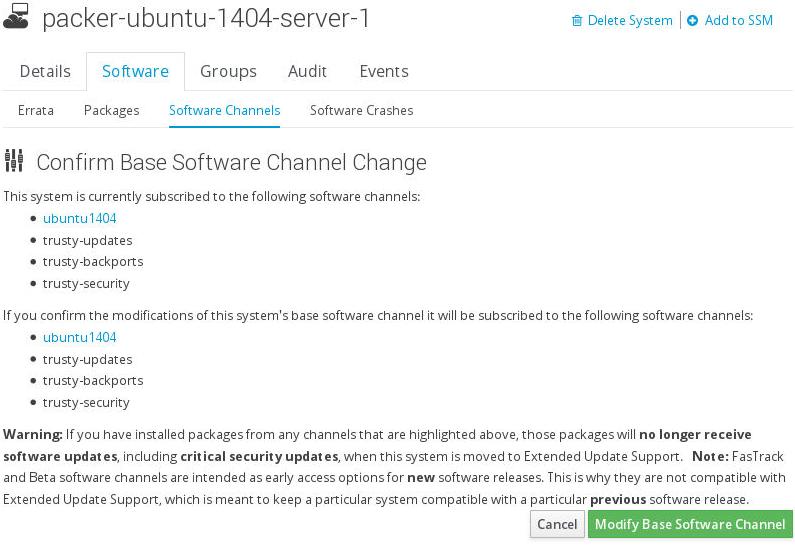 packer-ubuntu-1404-server-1
Delete System
Add to SSM
Details
Software
Groups
Audit
Events
Errata
Packages
Software Channels
Software Crashes
Confirm Base Software Channel Change
This system is currently subscribed to the following software channels:
ubuntu1404
trusty-updates
trusty-backports
trusty-security
If you confirm the modifications of this system's base software channel it will be subscribed to the following software channels:
ubuntu1404
trusty-updates
trusty-backports
trusty-security
Warning: If you have installed packages from any channels that are highlighted above, those packages will no longer receive
software updates, including critical security updates, when this system is moved to Extended Update Support. Note: FasTrack
and Beta software channels are intended as early access options for new software releases. This is why they are not compatible with
Extended Update Support, which is meant to keep a particular system compatible with a particular previous software release.
Cancel
Modify Base Software Channel